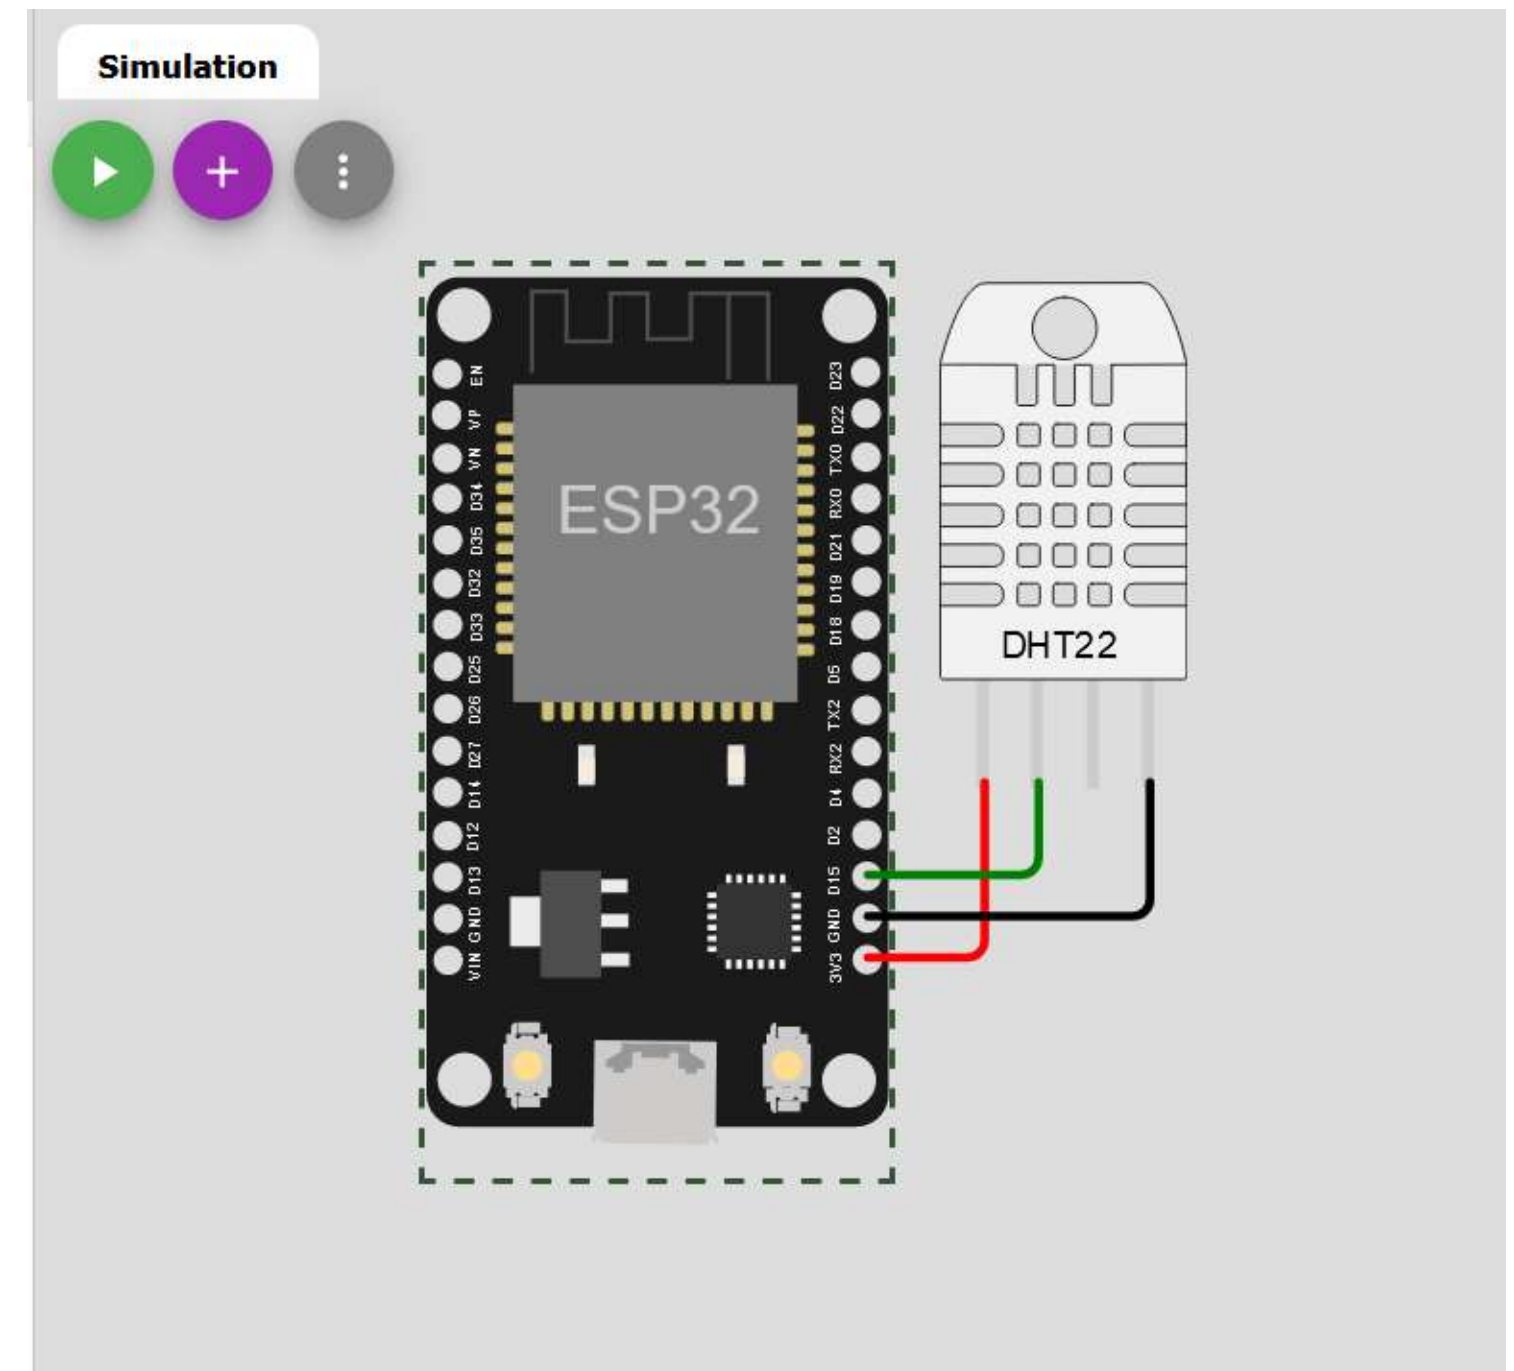 Simulation
EN
VP
VN
D34
D35
D32
D33
D25
D26
D27
D14
D12
D13
GND
VIN
ESP32
D23
D22
TX0
RX0
D21
D19
D18
D5
TX2
RX2
D4
D2
D15
GND
3V3
DHT22